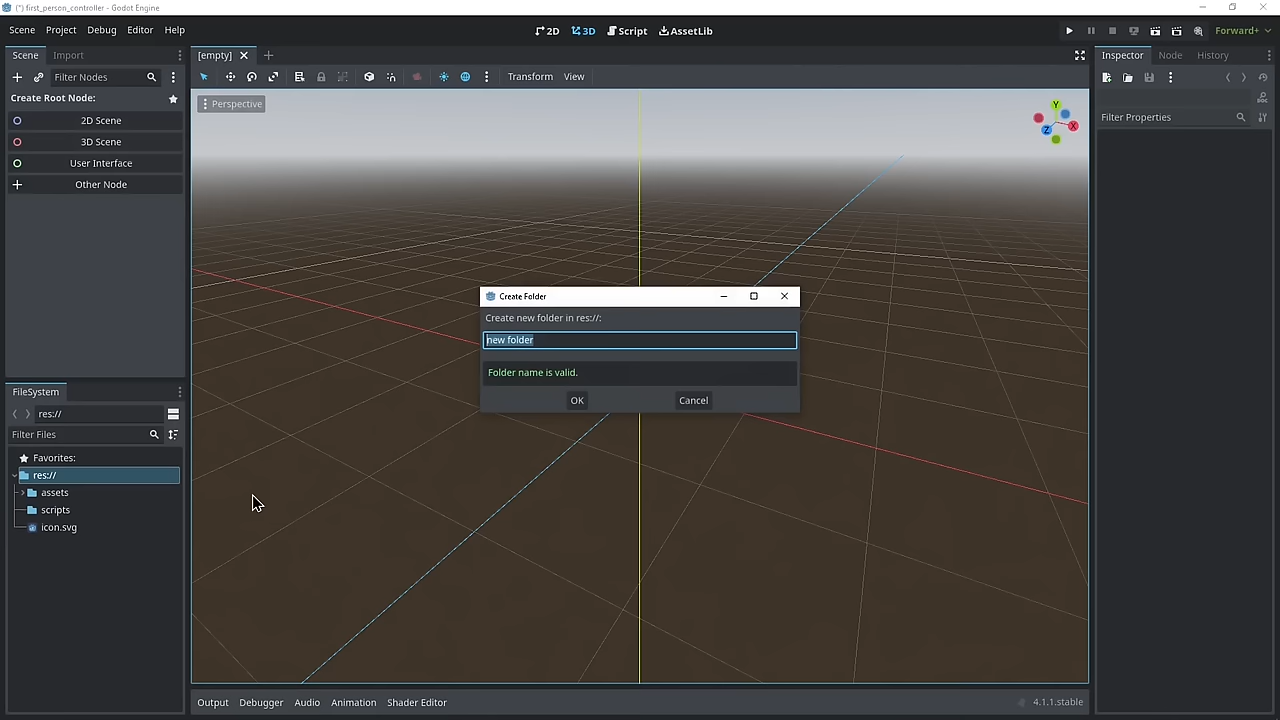 (*) first_person_controller - Godot Engine
Scene Project Debug Editor Help
2D 3D Script AssetLib
Forward+
Scene Import
[empty]
Inspector Node History
Filter Nodes
Transform View
Create Root Node:
Perspective
Y
X
Z
2D Scene
3D Scene
User Interface
Other Node
Filter Properties
Create Folder
Create new folder in res://:
new folder
Folder name is valid.
OK Cancel
FileSystem
res://
Filter Files
Favorites:
res://
assets
scripts
icon.svg
Output Debugger Audio Animation Shader Editor
4.1.1.stable